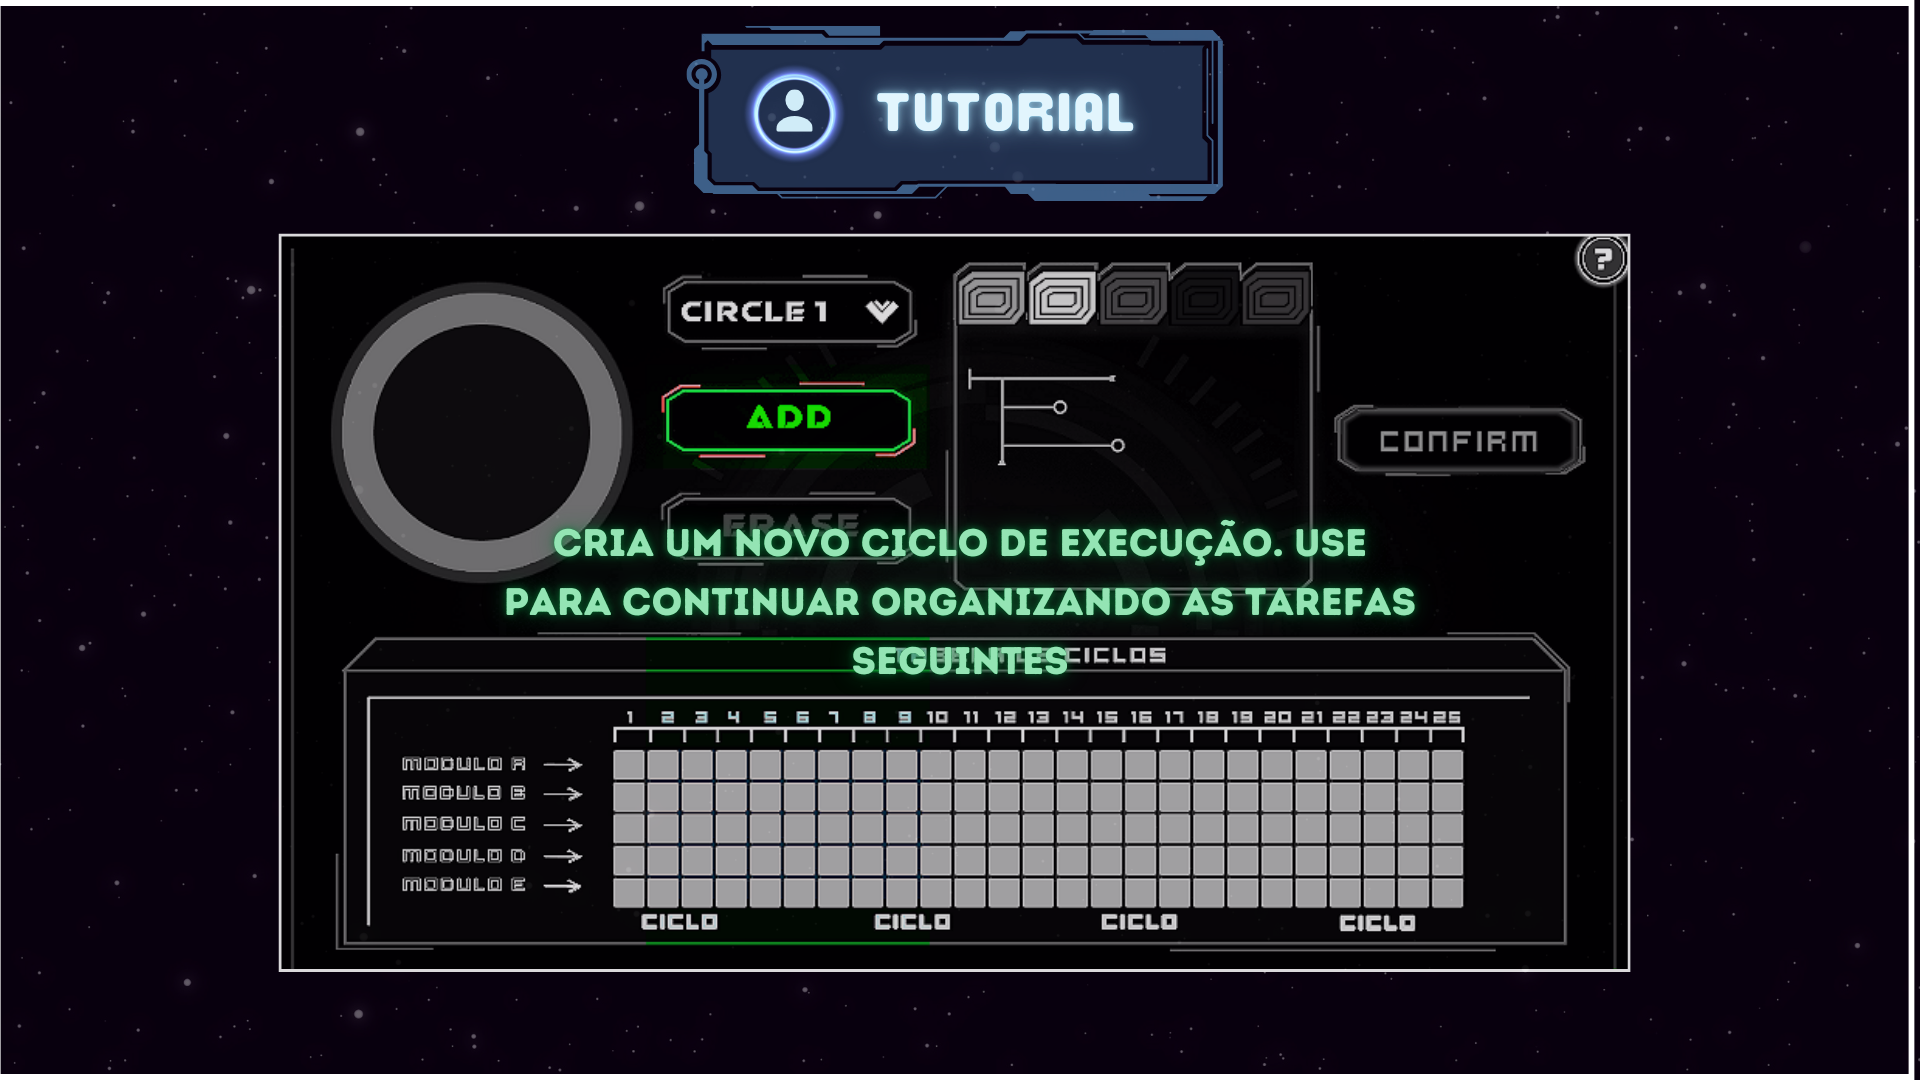 TUTORIAL
?
CIRCLE 1
ADD
CONFIRM
ERASE
CRIA UM NOVO CICLO DE EXECUÇÃO. USE
PARA CONTINUAR ORGANIZANDO AS TAREFAS
SEGUINTES
CICLOS
1 2 3 4 5 6 7 8 9 10 11 12 13 14 15 16 17 18 19 20 21 22 23 24 25
MODULO A
MODULO B
MODULO C
MODULO D
MODULO E
CICLO CICLO CICLO CICLO